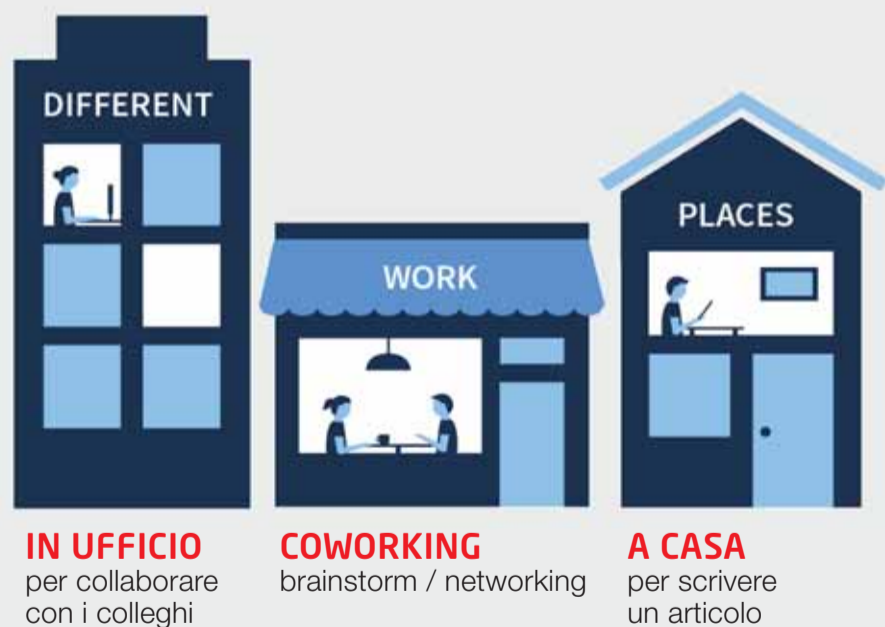 DIFFERENT
WORK
PLACES
IN UFFICIO
per collaborare
con i colleghi
COWORKING
brainstorm / networking
A CASA
per scrivere
un articolo